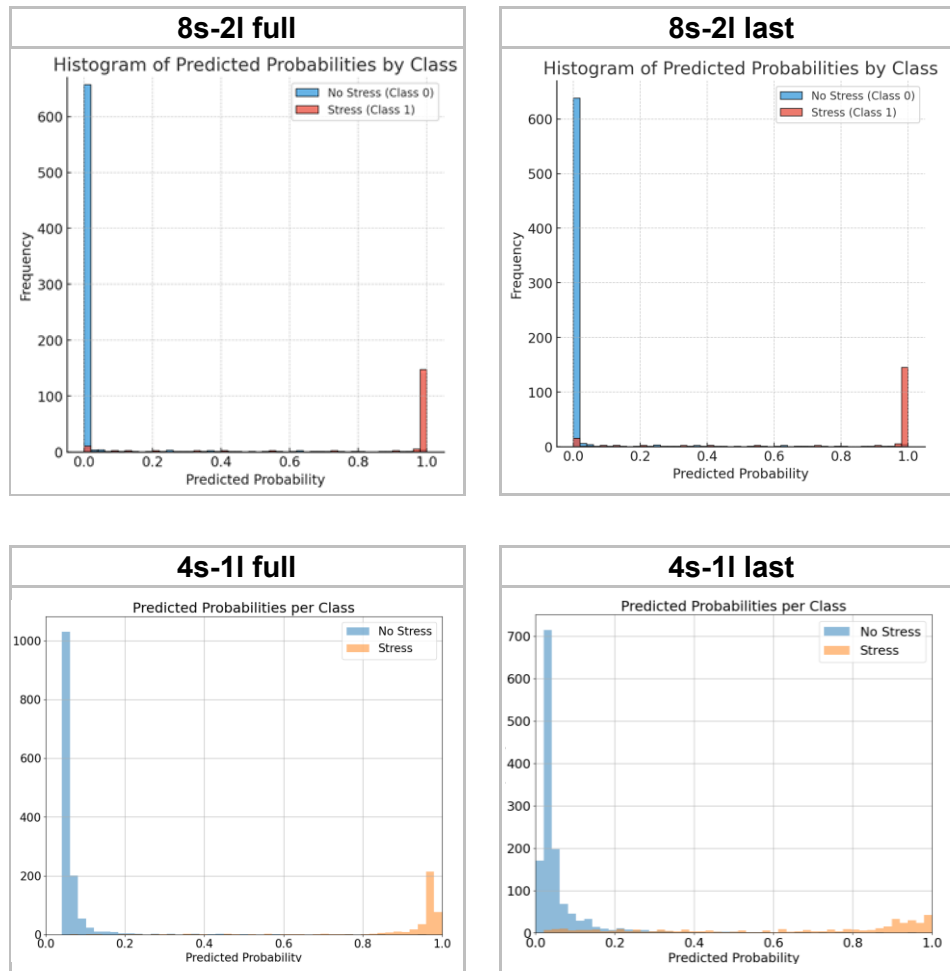 8s-2l full
Histogram of Predicted Probabilities by Class
No Stress (Class 0)
Stress (Class 1)
600
500
400
300
200
100
0
Frequency
0.0 0.2 0.4 0.6 0.8 1.0
Predicted Probability
8s-2l last
Histogram of Predicted Probabilities by Class
No Stress (Class 0)
Stress (Class 1)
600
500
400
300
200
100
0
Frequency
0.0 0.2 0.4 0.6 0.8 1.0
Predicted Probability
4s-1l full
Predicted Probabilities per Class
No Stress
Stress
1000
800
600
400
200
0
0.0 0.2 0.4 0.6 0.8 1.0
Predicted Probability
4s-1l last
Predicted Probabilities per Class
No Stress
Stress
700
600
500
400
300
200
100
0
0.0 0.2 0.4 0.6 0.8 1.0
Predicted Probability